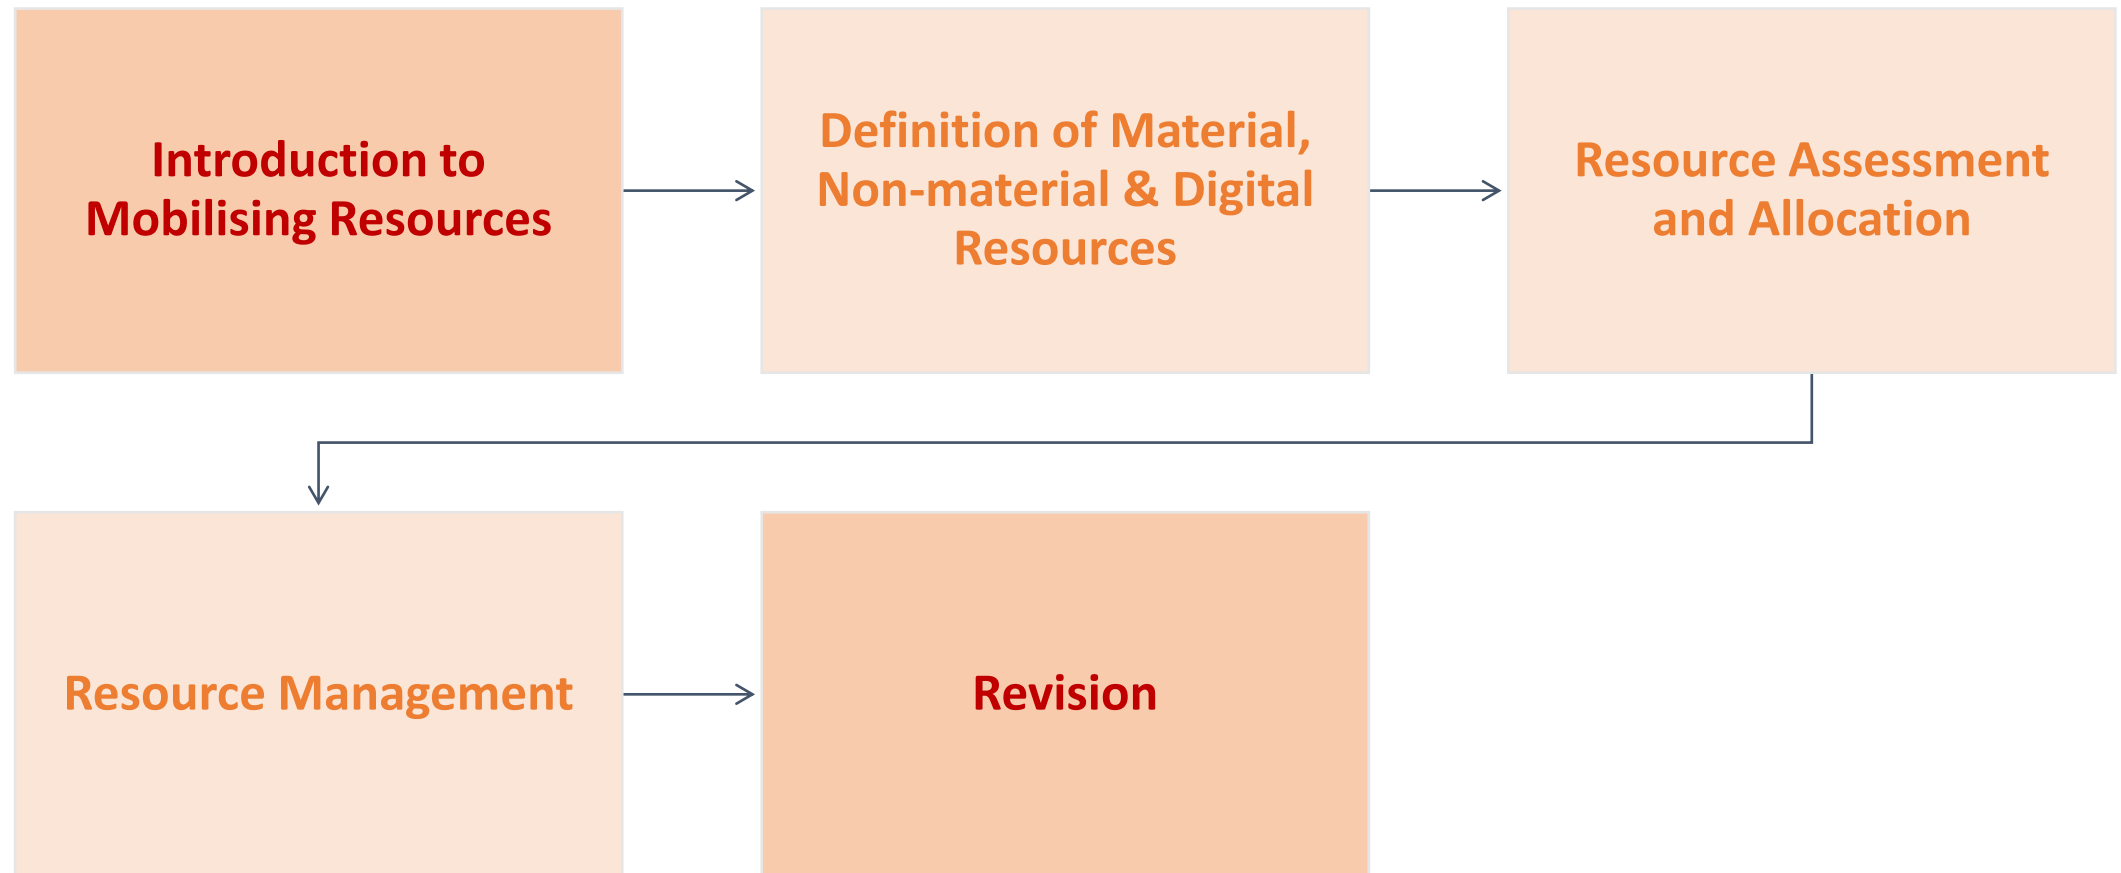 Introduction to
Mobilising Resources
Definition of Material,
Non-material & Digital
Resources
Resource Assessment
and Allocation
Resource Management
Revision